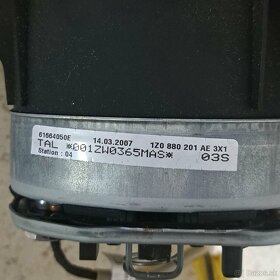 61664050E 14.03.2007 1Z0 880 201 AE 3X1
TAL *001ZW0365MAS* 03S
Station : 04